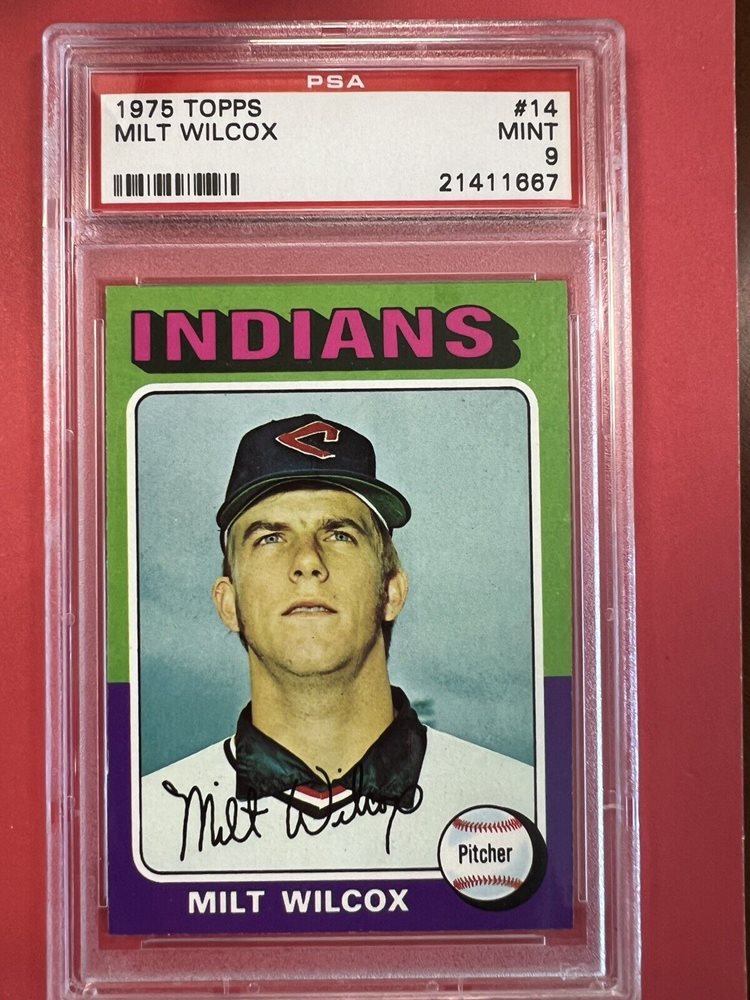 PSA
1975 TOPPS #14
MILT WILCOX MINT
9
21411667
INDIANS
C
Milt Wilcox
Pitcher
MILT WILCOX